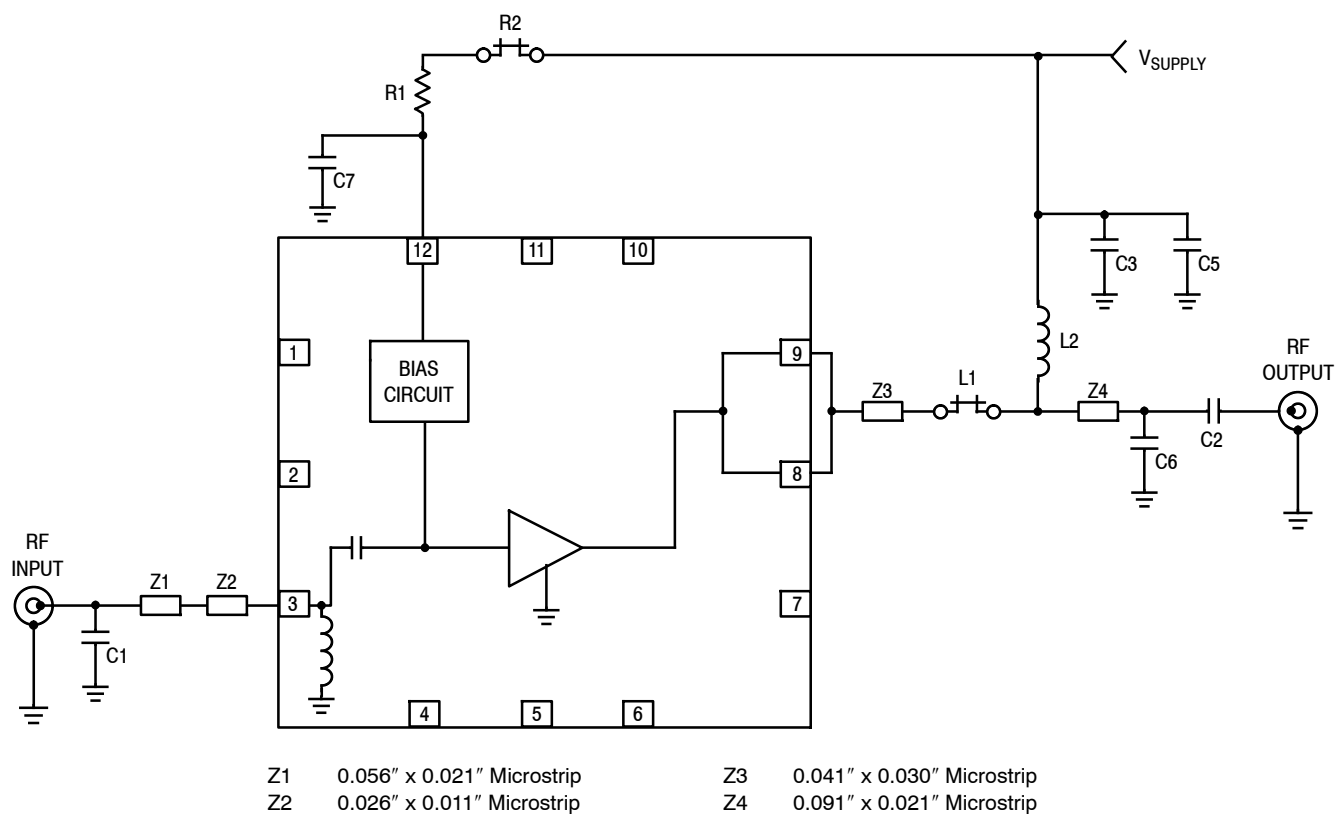 R2
V_SUPPLY
R1
C7
12
11
10
C3
C5
1
BIAS
CIRCUIT
9
L2
RF
OUTPUT
Z3
L1
Z4
C2
C6
2
8
RF
INPUT
Z1
Z2
3
7
C1
4
5
6
Z1 0.056″ x 0.021″ Microstrip
Z2 0.026″ x 0.011″ Microstrip
Z3 0.041″ x 0.030″ Microstrip
Z4 0.091″ x 0.021″ Microstrip